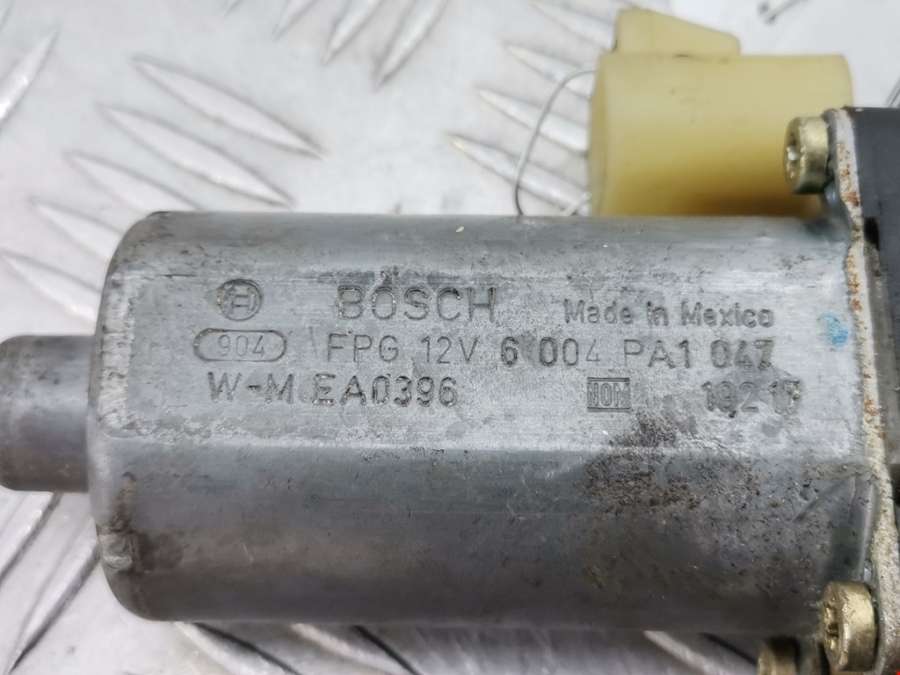 BOSCH Made in Mexico
904 FPG 12V 6 004 PA1 047
W-M EA0396